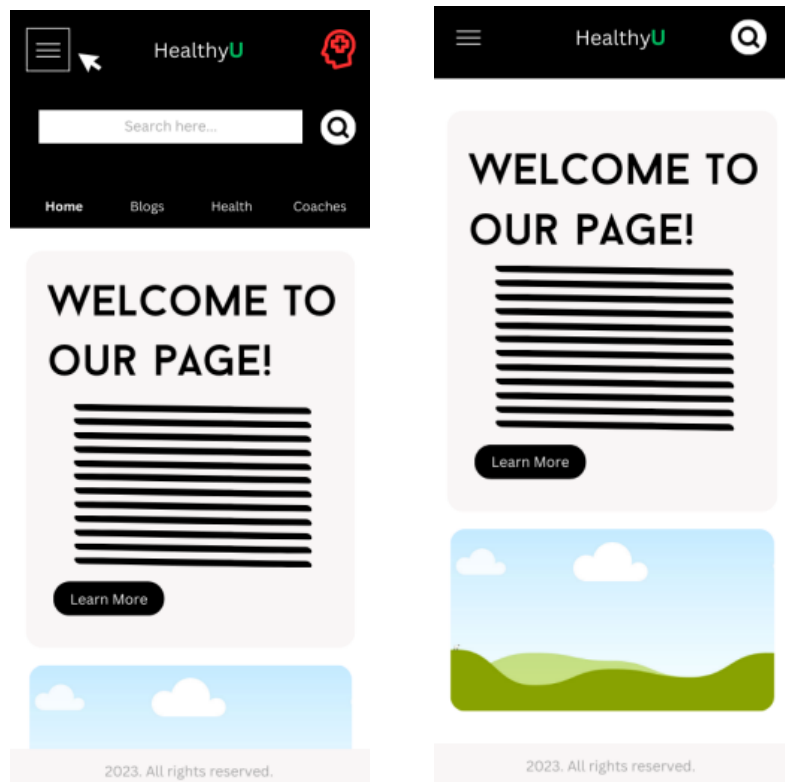 HealthyU
Search here...
Home Blogs Health Coaches
WELCOME TO
OUR PAGE!
Learn More
2023. All rights reserved.
HealthyU
WELCOME TO
OUR PAGE!
Learn More
2023. All rights reserved.